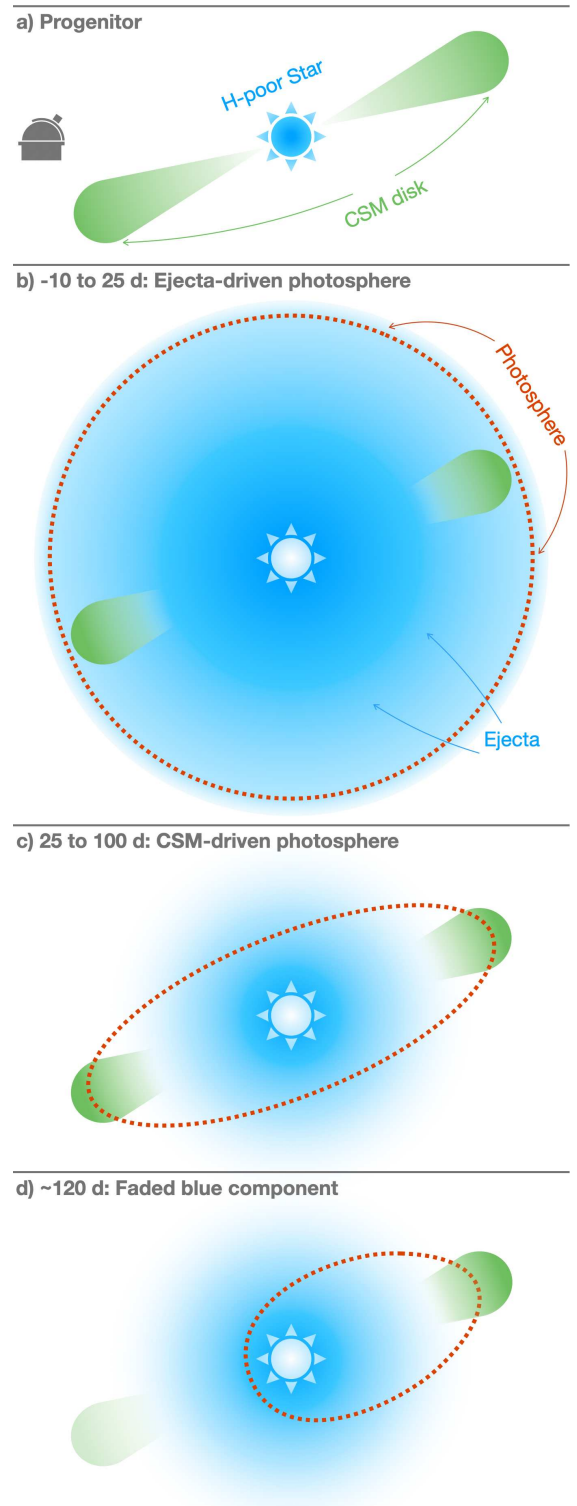 a) Progenitor
H-poor Star
CSM disk
b) -10 to 25 d: Ejecta-driven photosphere
Photosphere
Ejecta
c) 25 to 100 d: CSM-driven photosphere
d) ~120 d: Faded blue component